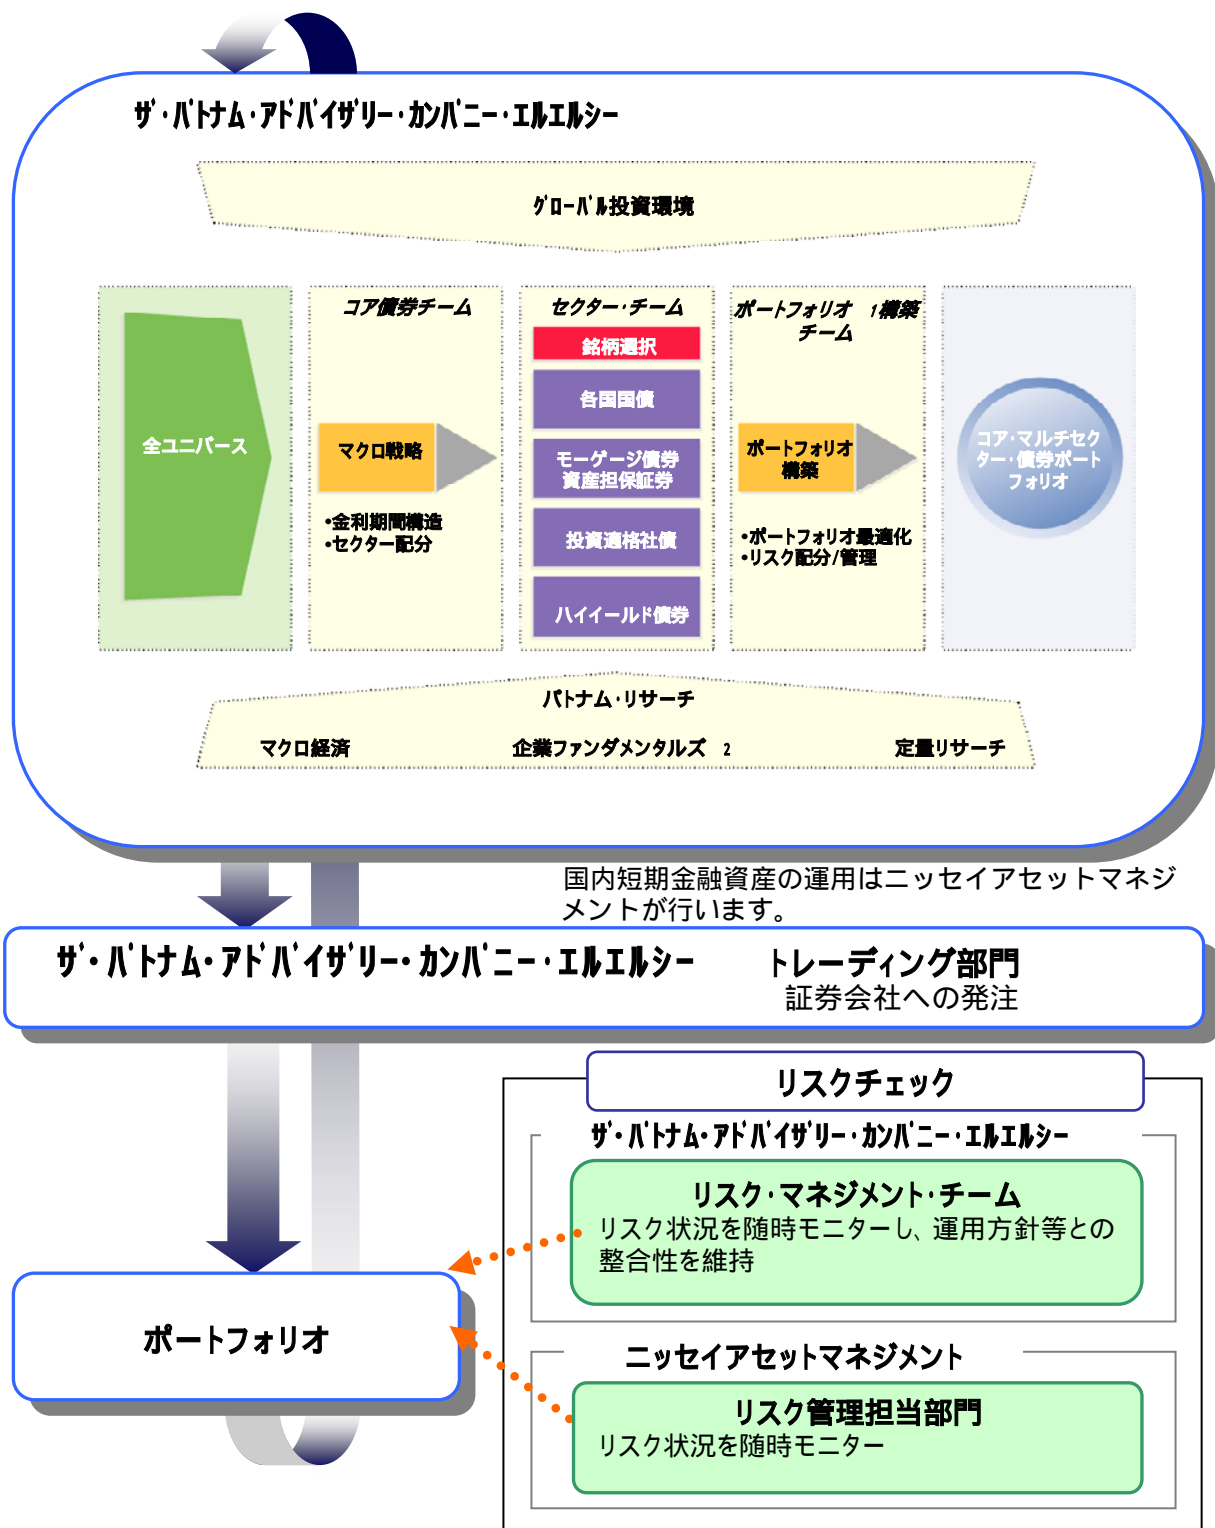 ｻﾞ・ﾊﾟﾄﾅﾑ・ｱﾄﾞﾊﾞｲｻﾞﾘｰ・ｶﾝﾊﾟﾆｰ・ｴﾙｴﾙｼｰ
ｸﾞﾛｰﾊﾞﾙ投資環境
全ユニバース
コア債券チーム
マクロ戦略
・金利期間構造
・セクター配分
セクター・チーム
銘柄選択
各国国債
モーゲージ債券
資産担保証券
投資適格社債
ハイイールド債券
ポートフォリオ 1構築
チーム
ポートフォリオ
構築
・ポートフォリオ最適化
・リスク配分/管理
コア・マルチセク
ター・債券ポート
フォリオ
パトナム・リサーチ
マクロ経済 企業ファンダメンタルズ 2 定量リサーチ
国内短期金融資産の運用はニッセイアセットマネジ
メントが行います。
ｻﾞ・ﾊﾟﾄﾅﾑ・ｱﾄﾞﾊﾞｲｻﾞﾘｰ・ｶﾝﾊﾟﾆｰ・ｴﾙｴﾙｼｰ トレーディング部門
証券会社への発注
リスクチェック
ｻﾞ・ﾊﾟﾄﾅﾑ・ｱﾄﾞﾊﾞｲｻﾞﾘｰ・ｶﾝﾊﾟﾆｰ・ｴﾙｴﾙｼｰ
リスク・マネジメント・チーム
リスク状況を随時モニターし、運用方針等との
整合性を維持
ポートフォリオ
ニッセイアセットマネジメント
リスク管理担当部門
リスク状況を随時モニター